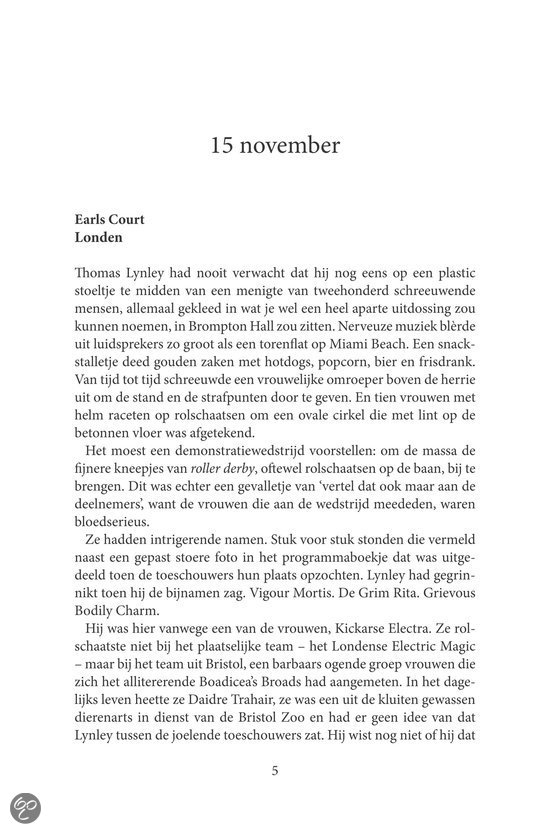 15 november
Earls Court
Londen
Thomas Lynley had nooit verwacht dat hij nog eens op een plastic
stoeltje te midden van een menigte van tweehonderd schreeuwende
mensen, allemaal gekleed in wat je wel een heel aparte uitdossing zou
kunnen noemen, in Brompton Hall zou zitten. Nerveuze muziek blèrde
uit luidsprekers zo groot als een torenflat op Miami Beach. Een snack-
stalletje deed gouden zaken met hotdogs, popcorn, bier en frisdrank.
Van tijd tot tijd schreeuwde een vrouwelijke omroeper boven de herrie
uit om de stand en de strafpunten door te geven. En tien vrouwen met
helm raceten op rolschaatsen om een ovale cirkel die met lint op de
betonnen vloer was afgetekend.
Het moest een demonstratiewedstrijd voorstellen: om de massa de
fijnere kneepjes van roller derby, oftewel rolschaatsen op de baan, bij te
brengen. Dit was echter een gevalletje van ‘vertel dat ook maar aan de
deelnemers’, want de vrouwen die aan de wedstrijd meededen, waren
bloedserieus.
Ze hadden intrigerende namen. Stuk voor stuk stonden die vermeld
naast een gepast stoere foto in het programmaboekje dat was uitge-
deeld toen de toeschouwers hun plaats opzochten. Lynley had gegrin-
nikt toen hij de bijnamen zag. Vigour Mortis. De Grim Rita. Grievous
Bodily Charm.
Hij was hier vanwege een van de vrouwen, Kickarse Electra. Ze rol-
schaatste niet bij het plaatselijke team – het Londense Electric Magic
– maar bij het team uit Bristol, een barbaars ogende groep vrouwen die
zich het allitererende Boadicea’s Broads had aangemeten. In het dage-
lijks leven heette ze Daidre Trahair, ze was een uit de kluiten gewassen
dierenarts in dienst van de Bristol Zoo en had er geen idee van dat
Lynley tussen de joelende toeschouwers zat. Hij wist nog niet of hij dat
5